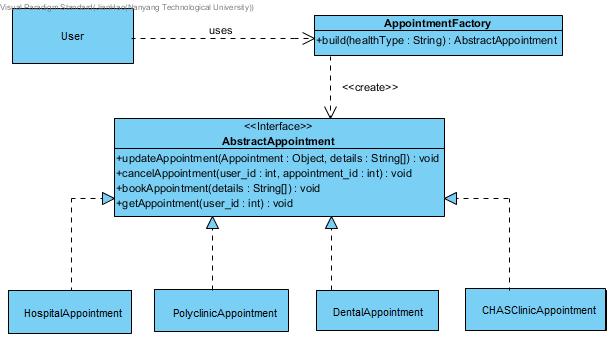 Visual Paradigm Standard(JiaHao(Nanyang Technological University))
User
uses
AppointmentFactory
+build(healthType : String) : AbstractAppointment
<<create>>
<<Interface>>
AbstractAppointment
+updateAppointment(Appointment : Object, details : String[]) : void
+cancelAppointment(user_id : int, appointment_id : int) : void
+bookAppointment(details : String[]) : void
+getAppointment(user_id : int) : void
HospitalAppointment
PolyclinicAppointment
DentalAppointment
CHASClinicAppointment